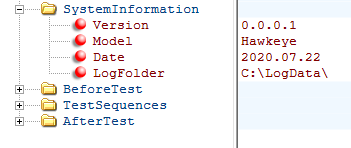 SystemInformation
Version 0.0.0.1
Model Hawkeye
Date 2020.07.22
LogFolder C:\LogData\
BeforeTest
TestSequences
AfterTest